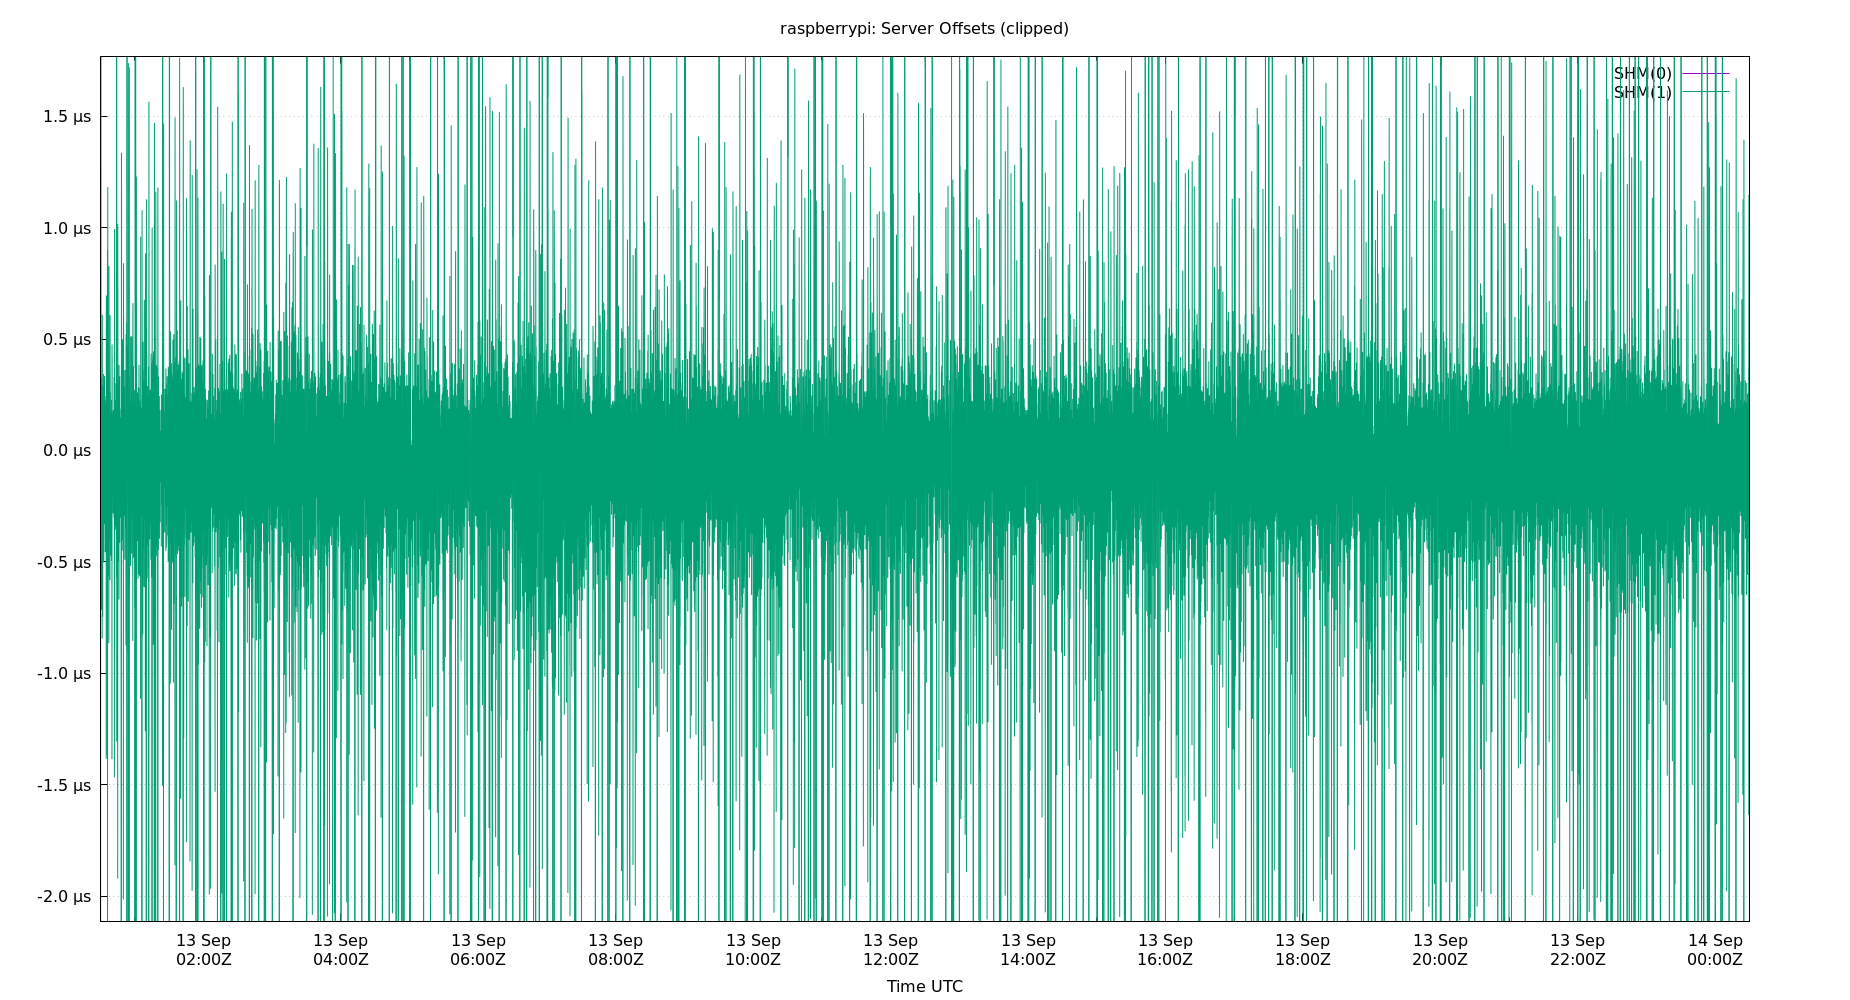 raspberrypi: Server Offsets (clipped)
SHM(0)
SHM(1)
1.5 µs
1.0 µs
0.5 µs
0.0 µs
-0.5 µs
-1.0 µs
-1.5 µs
-2.0 µs
13 Sep 13 Sep 13 Sep 13 Sep 13 Sep 13 Sep 13 Sep 13 Sep 13 Sep 13 Sep 13 Sep 14 Sep
02:00Z 04:00Z 06:00Z 08:00Z 10:00Z 12:00Z 14:00Z 16:00Z 18:00Z 20:00Z 22:00Z 00:00Z
Time UTC